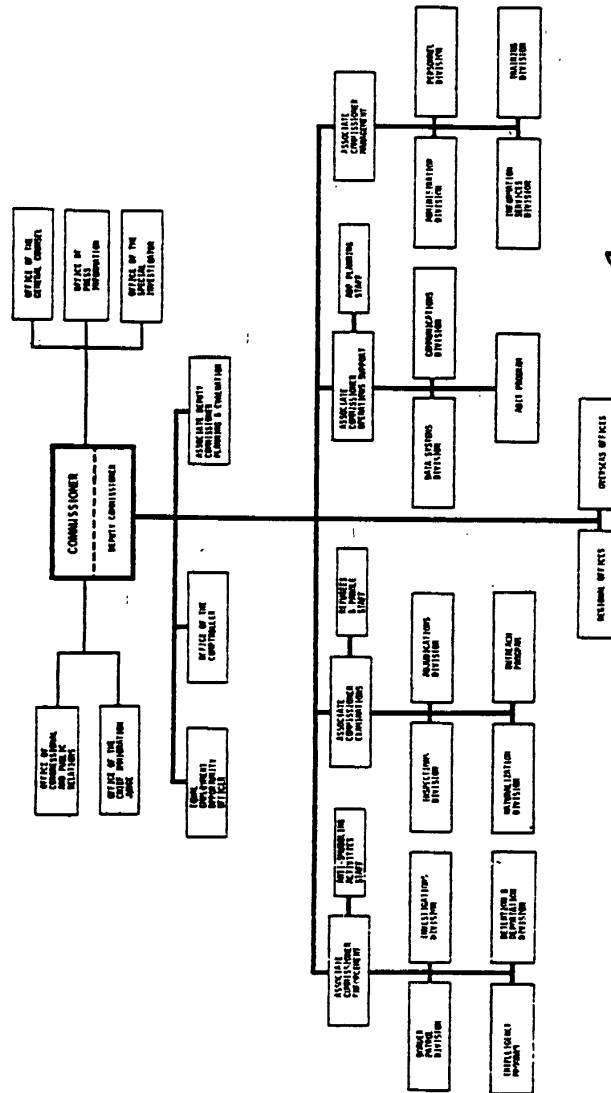 OFFICE OF
CONGRESSIONAL
AND PUBLIC
RELATIONS
OFFICE OF THE
CHIEF IMMIGRATION
JUDGE
COMMISSIONER
DEPUTY COMMISSIONER
OFFICE OF THE
GENERAL COUNSEL
OFFICE OF
PRESS
INFORMATION
OFFICE OF THE
SPECIAL
INVESTIGATOR
EQUAL
EMPLOYMENT
OPPORTUNITY
OFFICER
OFFICE OF THE
COMPTROLLER
ASSOCIATE DEPUTY
COMMISSIONER
PLANNING & EVALUATION
ASSOCIATE
COMMISSIONER
ENFORCEMENT
ANTI-SMUGGLING
ACTIVITIES
STAFF
BORDER
PATROL
DIVISION
INVESTIGATIONS
DIVISION
INTELLIGENCE
PROGRAM
DETENTION &
DEPORTATION
DIVISION
ASSOCIATE
COMMISSIONER
EXAMINATIONS
REFUGEES
& PAROLE
STAFF
INSPECTIONS
DIVISION
ADJUDICATIONS
DIVISION
NATURALIZATION
DIVISION
OUTREACH
PROGRAM
ASSOCIATE
COMMISSIONER
OPERATIONS SUPPORT
ADP PLANNING
STAFF
DATA SYSTEMS
DIVISION
COMMUNICATIONS
DIVISION
ADIT PROGRAM
ASSOCIATE
COMMISSIONER
MANAGEMENT
ADMINISTRATION
DIVISION
PERSONNEL
DIVISION
INFORMATION
SERVICES
DIVISION
TRAINING
DIVISION
REGIONAL OFFICES
OVERSEAS OFFICES